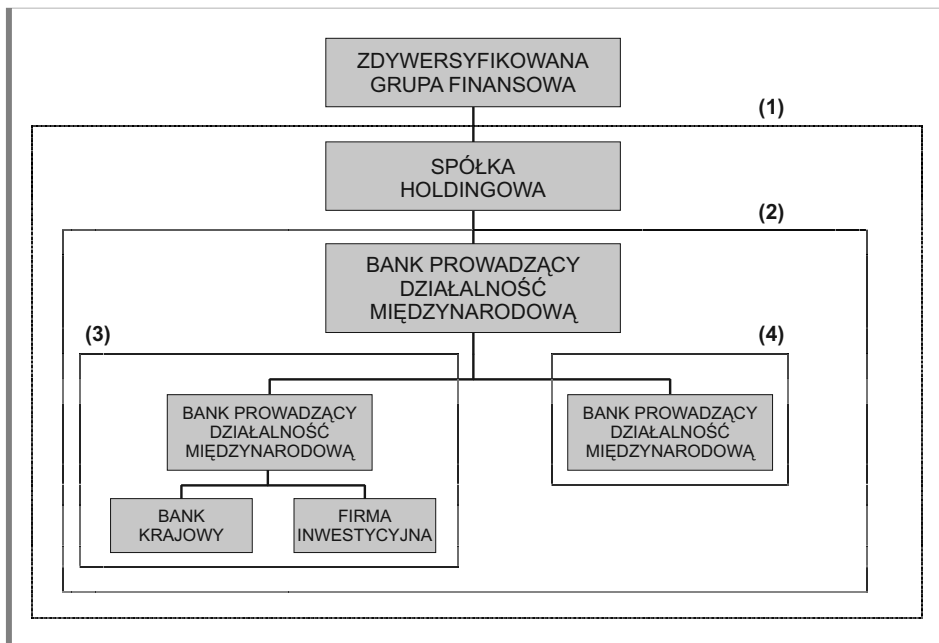 ZDYWERSYFIKOWANA
GRUPA FINANSOWA
(1)
SPÓŁKA
HOLDINGOWA
(2)
BANK PROWADZĄCY
DZIAŁALNOŚĆ
MIĘDZYNARODOWĄ
(3)
(4)
BANK PROWADZĄCY
DZIAŁALNOŚĆ
MIĘDZYNARODOWĄ
BANK PROWADZĄCY
DZIAŁALNOŚĆ
MIĘDZYNARODOWĄ
BANK
KRAJOWY
FIRMA
INWESTYCYJNA